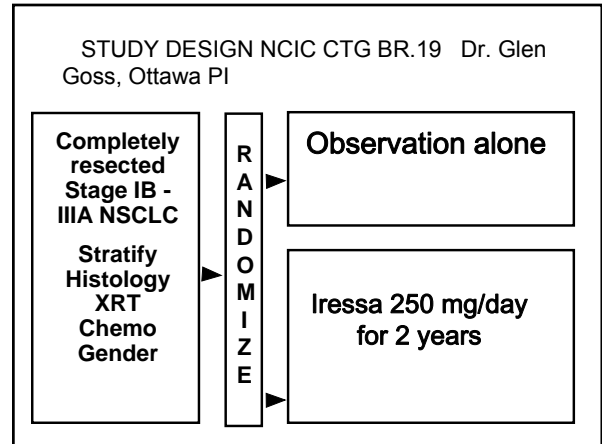 STUDY DESIGN NCIC CTG BR.19 Dr. Glen
Goss, Ottawa PI
Completely
resected
Stage IB -
IIIA NSCLC
Stratify
Histology
XRT
Chemo
Gender
R
A
N
D
O
M
I
Z
E
Observation alone
Iressa 250 mg/day
for 2 years